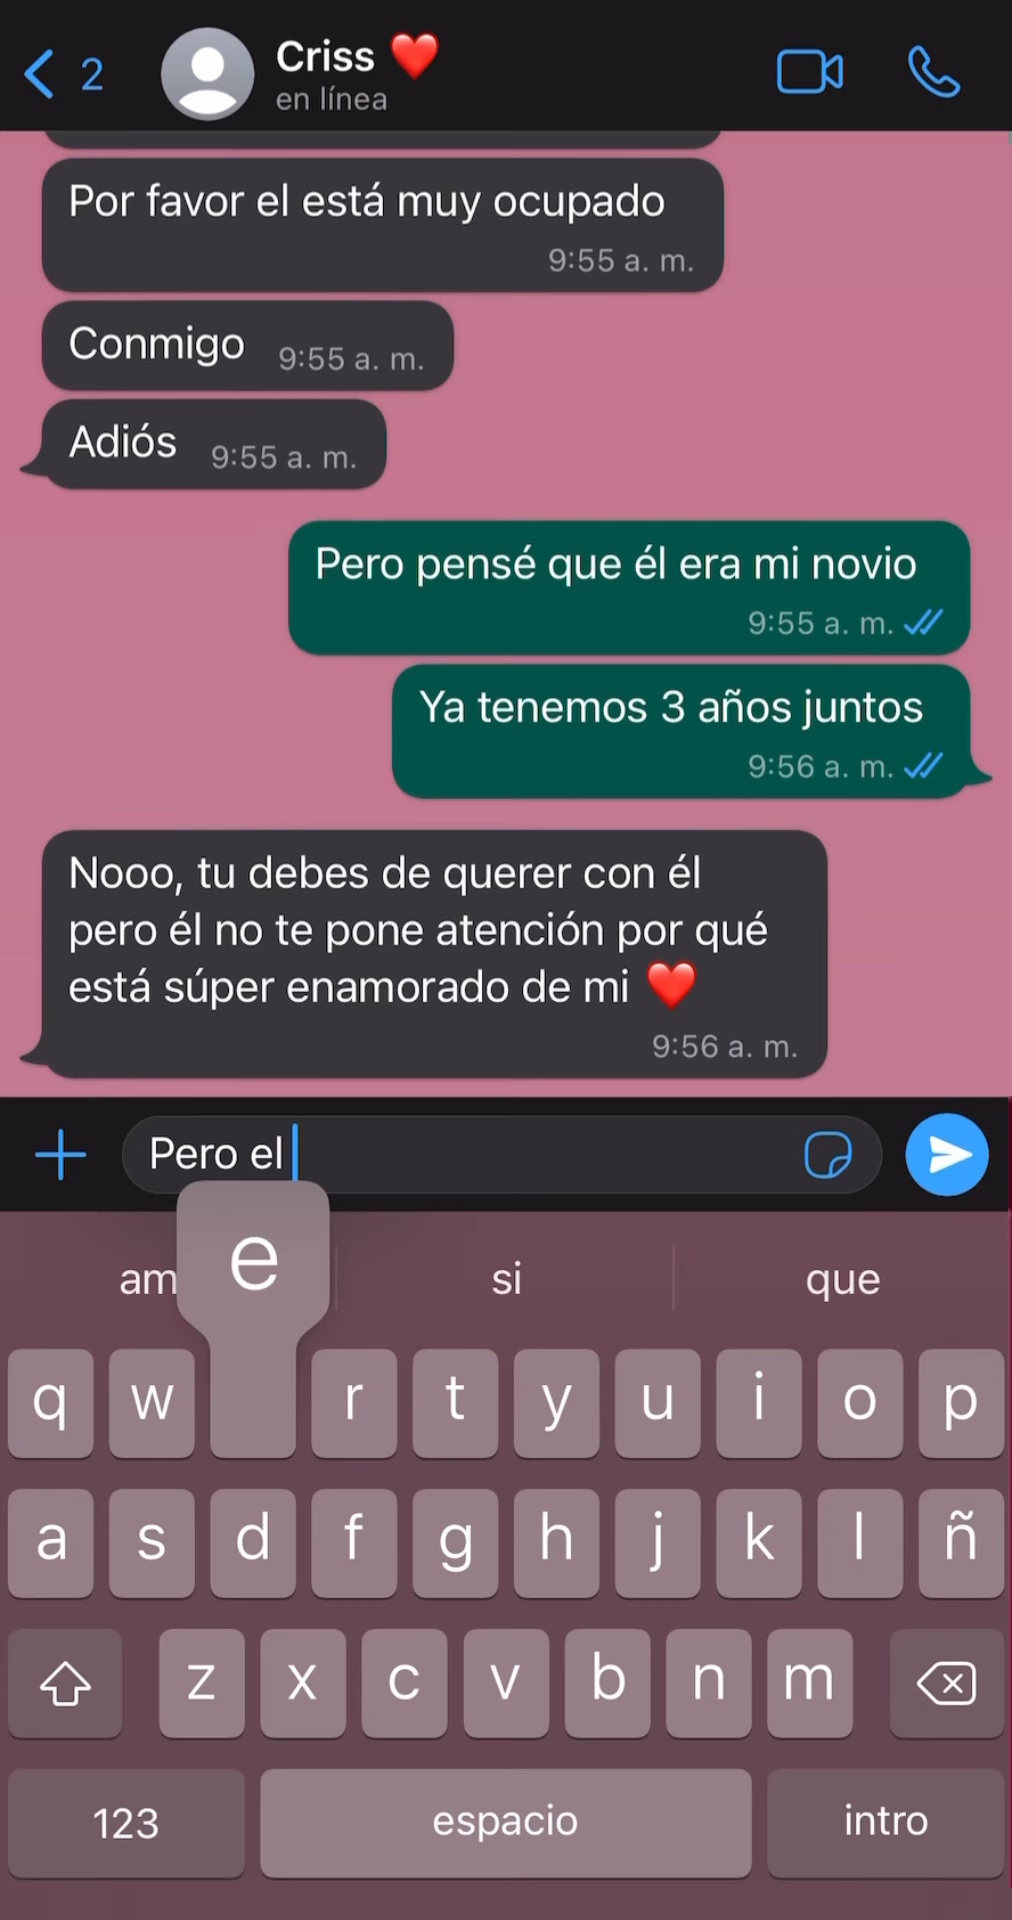 2
Criss ❤️
en línea
Por favor el está muy ocupado
9:55 a. m.
Conmigo 9:55 a. m.
Adiós 9:55 a. m.
Pero pensé que él era mi novio
9:55 a. m.
Ya tenemos 3 años juntos
9:56 a. m.
Nooo, tu debes de querer con él
pero él no te pone atención por qué
está súper enamorado de mi ❤️
9:56 a. m.
Pero el
e
si que
q w r t y u i o p
a s d f g h j k l ñ
z x c v b n m
123 espacio intro